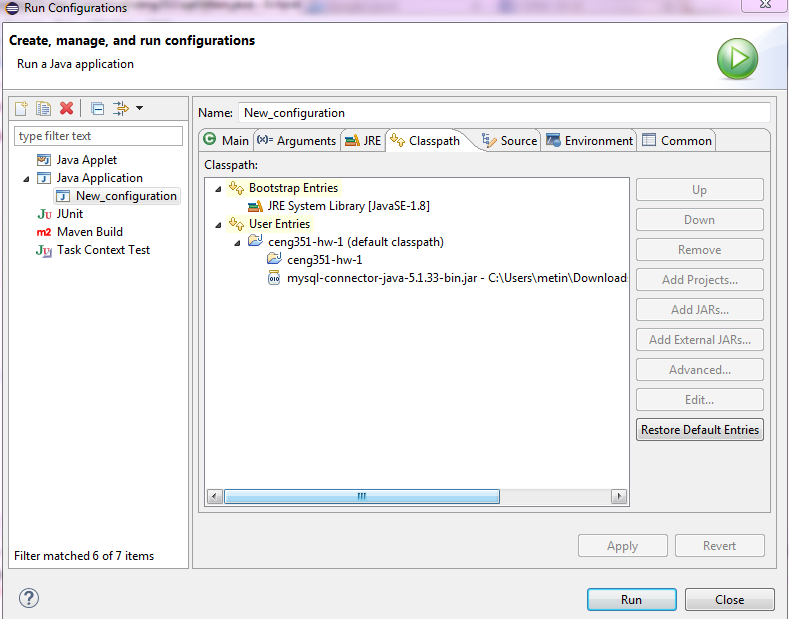 Run Configurations
Create, manage, and run configurations
Run a Java application
type filter text
Java Applet
Java Application
New_configuration
JUnit
Maven Build
Task Context Test
Filter matched 6 of 7 items
Name: New_configuration
Main (x)= Arguments JRE Classpath Source Environment Common
Classpath:
Bootstrap Entries
JRE System Library [JavaSE-1.8]
User Entries
ceng351-hw-1 (default classpath)
ceng351-hw-1
mysql-connector-java-5.1.33-bin.jar - C:\Users\metin\Download
Up
Down
Remove
Add Projects...
Add JARs...
Add External JARs...
Advanced...
Edit...
Restore Default Entries
Apply Revert
Run Close